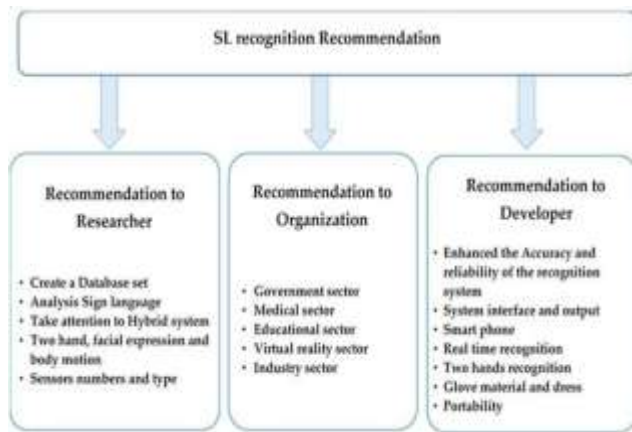 SL recognition Recommendation
Recommendation to
Researcher
• Create a Database set
• Analysis Sign language
• Take attention to Hybrid system
• Two hand, facial expression and
body motion
• Sensors numbers and type
Recommendation to
Organization
• Government sector
• Medical sector
• Educational sector
• Virtual reality sector
• Industry sector
Recommendation to
Developer
• Enhanced the Accuracy and
reliability of the recognition
system
• System interface and output
• Smart phone
• Real time recognition
• Two hands recognition
• Glove material and dress
• Portability